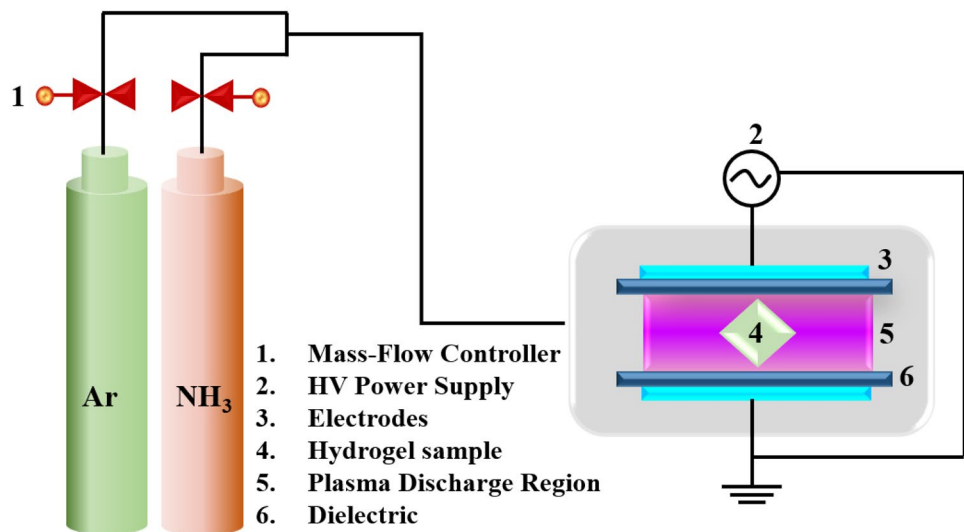 1
2
3
4
5
6
Ar
NH₃
1. Mass-Flow Controller
2. HV Power Supply
3. Electrodes
4. Hydrogel sample
5. Plasma Discharge Region
6. Dielectric